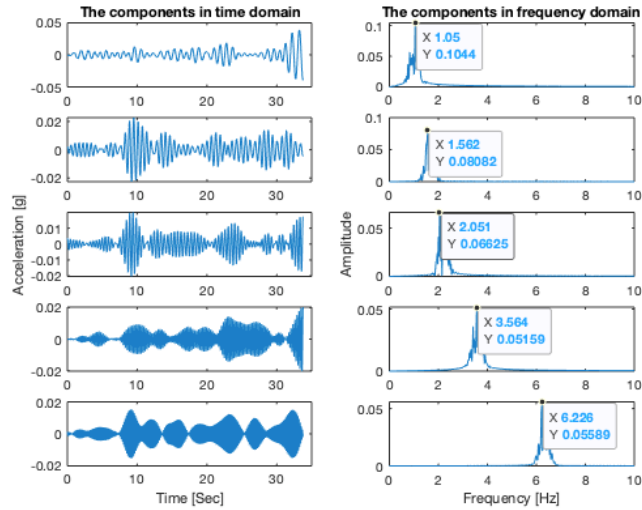 The components in time domain
The components in frequency domain
0.05
0
-0.05
0 10 20 30
0.1
0.05
0
0 2 4 6 8 10
X 1.05
Y 0.1044
0.02
0
-0.02
0 10 20 30
0.1
0.05
0
0 2 4 6 8 10
X 1.562
Y 0.08082
0.01
0
-0.01
-0.02
0 10 20 30
0.05
0
0 2 4 6 8 10
X 2.051
Y 0.06625
0.02
0
-0.02
0 10 20 30
0.05
0
0 2 4 6 8 10
X 3.564
Y 0.05159
0.02
0
-0.02
0 10 20 30
0.05
0
0 2 4 6 8 10
X 6.226
Y 0.05589
Acceleration [g]
Amplitude
Time [Sec]
Frequency [Hz]